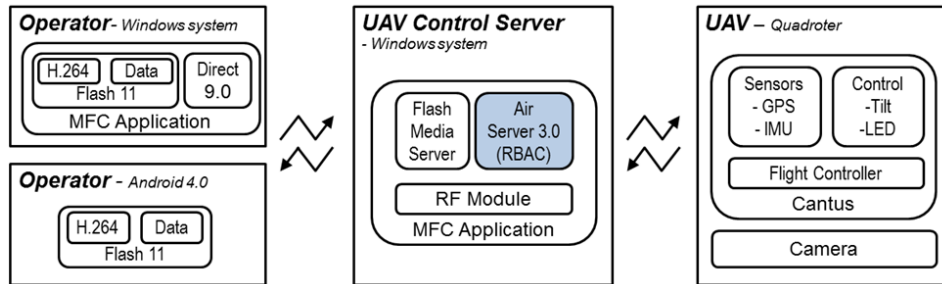 Operator- Windows system
H.264
Data
Flash 11
Direct
9.0
MFC Application
Operator - Android 4.0
H.264
Data
Flash 11
UAV Control Server
- Windows system
Flash
Media
Server
Air
Server 3.0
(RBAC)
RF Module
MFC Application
UAV – Quadroter
Sensors
- GPS
- IMU
Control
-Tilt
-LED
Flight Controller
Cantus
Camera